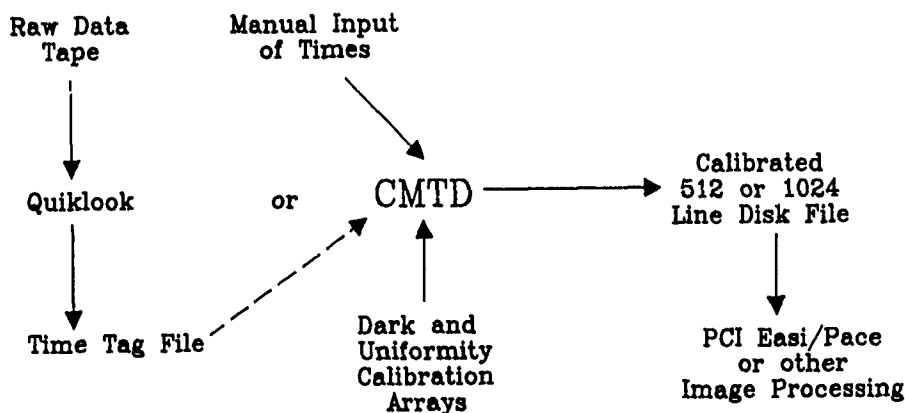 Raw Data
Tape
Manual Input
of Times
Quiklook
or
CMTD
Calibrated
512 or 1024
Line Disk File
Time Tag File
Dark and
Uniformity
Calibration
Arrays
PCI Easi/Pace
or other
Image Processing